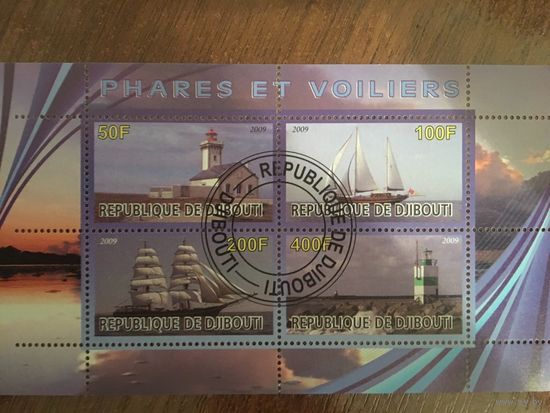 PHARES ET VOILIERS
50F 2009
REPUBLIQUE DE DJIBOUTI
2009 100F
REPUBLIQUE DE DJIBOUTI
REPUBLIQUE DE DJIBOUTI
DJIBOUTI
2009 200F
REPUBLIQUE DE DJIBOUTI
400F 2009
REPUBLIQUE DE DJIBOUTI